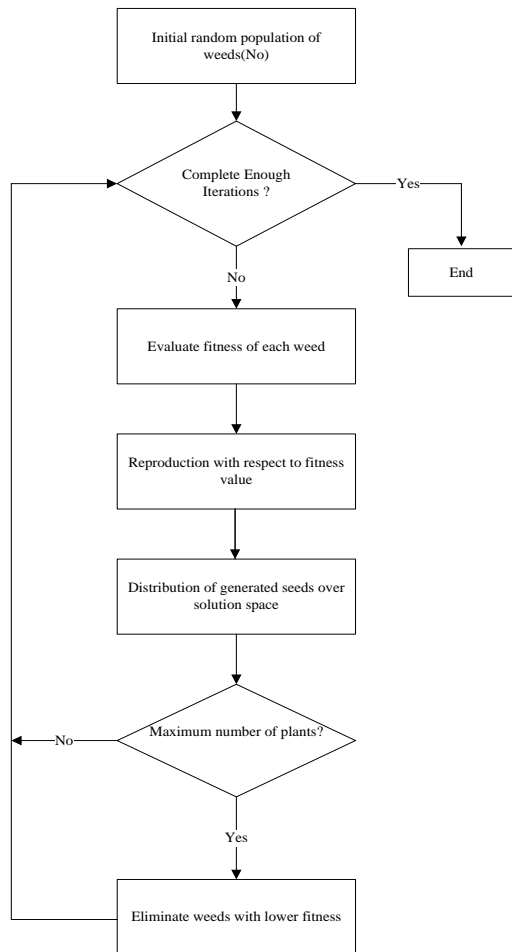 Initial random population of
weeds(No)
Complete Enough
Iterations ?
Yes
End
No
Evaluate fitness of each weed
Reproduction with respect to fitness
value
Distribution of generated seeds over
solution space
Maximum number of plants?
No
Yes
Eliminate weeds with lower fitness